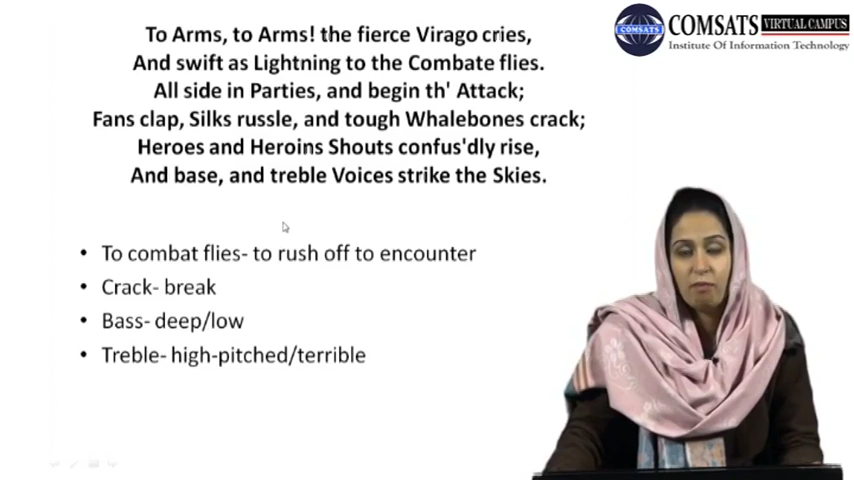 To Arms, to Arms! the fierce Virago cries,
And swift as Lightning to the Combate flies.
All side in Parties, and begin th' Attack;
Fans clap, Silks russle, and tough Whalebones crack;
Heroes and Heroins Shouts confus'dly rise,
And base, and treble Voices strike the Skies.
• To combat flies- to rush off to encounter
• Crack- break
• Bass- deep/low
• Treble- high-pitched/terrible
COMSATS
COMSATS VIRTUAL CAMPUS
Institute Of Information Technology